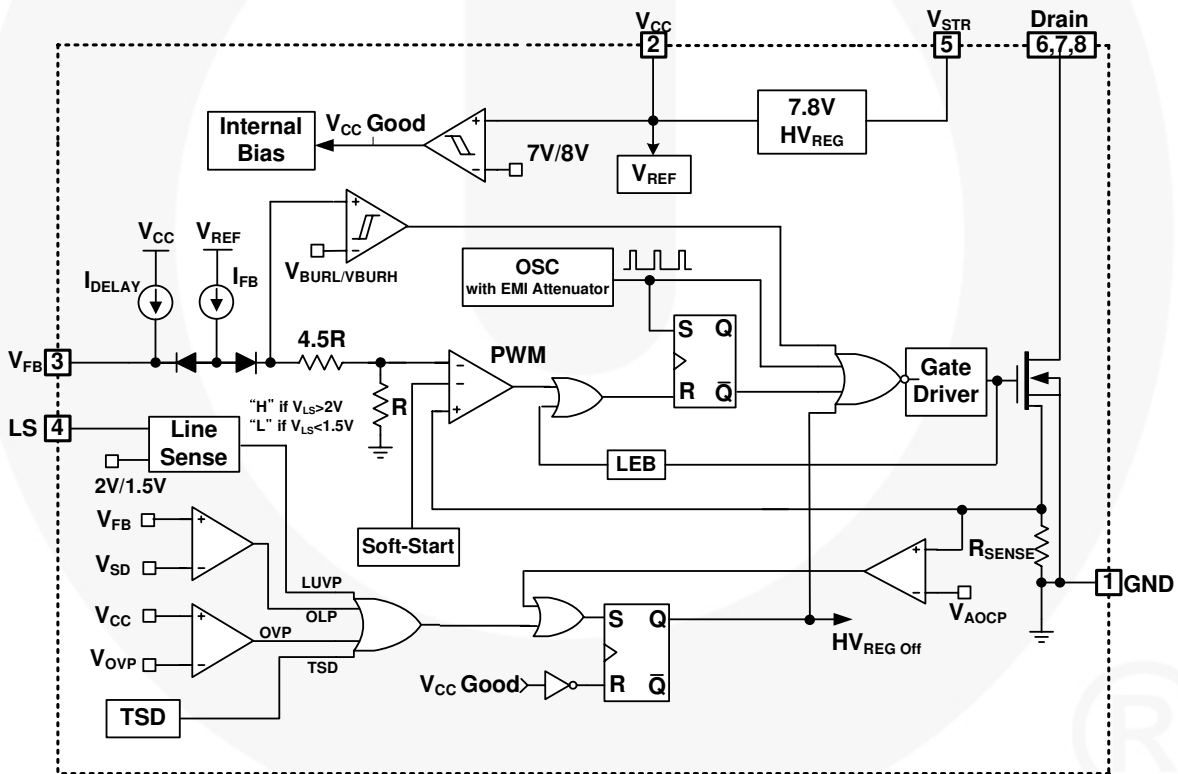 VCC
2
VSTR
5
Drain
6,7,8
Internal
Bias
VCC Good
+
−
7V/8V
VREF
7.8V
HVREG
VCC
VREF
IDELAY
IFB
+
−
VBURL/VBURH
OSC
with EMI Attenuator
VFB
3
4.5R
R
−
−
+
PWM
S
Q
R
Q̅
Gate
Driver
LS
4
Line
Sense
2V/1.5V
"H" if VLS>2V
"L" if VLS<1.5V
LEB
Soft-Start
RSENSE
1
GND
+
−
VAOCP
VFB
+
VSD
−
VCC
+
VOVP
−
LUVP
OLP
OVP
TSD
TSD
S
Q
R
Q̅
VCC Good
HVREG Off
®